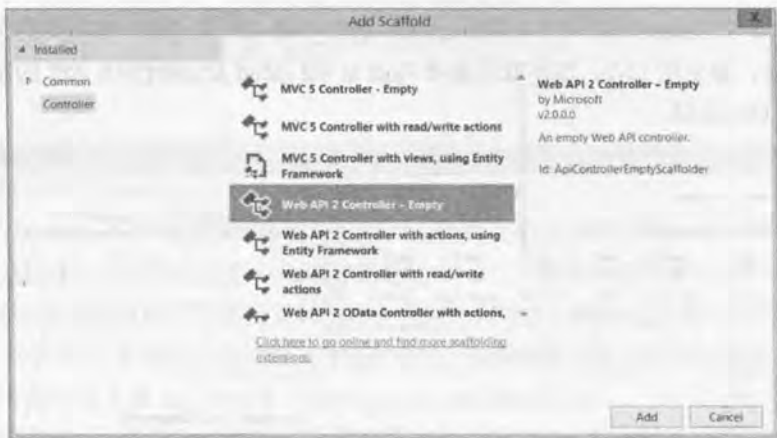 Add Scaffold
Installed
Common
Controller
MVC 5 Controller - Empty
MVC 5 Controller with read/write actions
MVC 5 Controller with views, using Entity
Framework
Web API 2 Controller - Empty
Web API 2 Controller with actions, using
Entity Framework
Web API 2 Controller with read/write
actions
Web API 2 OData Controller with actions,
Click here to go online and find more scaffolding
extensions.
Web API 2 Controller - Empty
by Microsoft
v2.0.0.0
An empty Web API controller.
Id: ApiControllerEmptyScaffolder
Add
Cancel